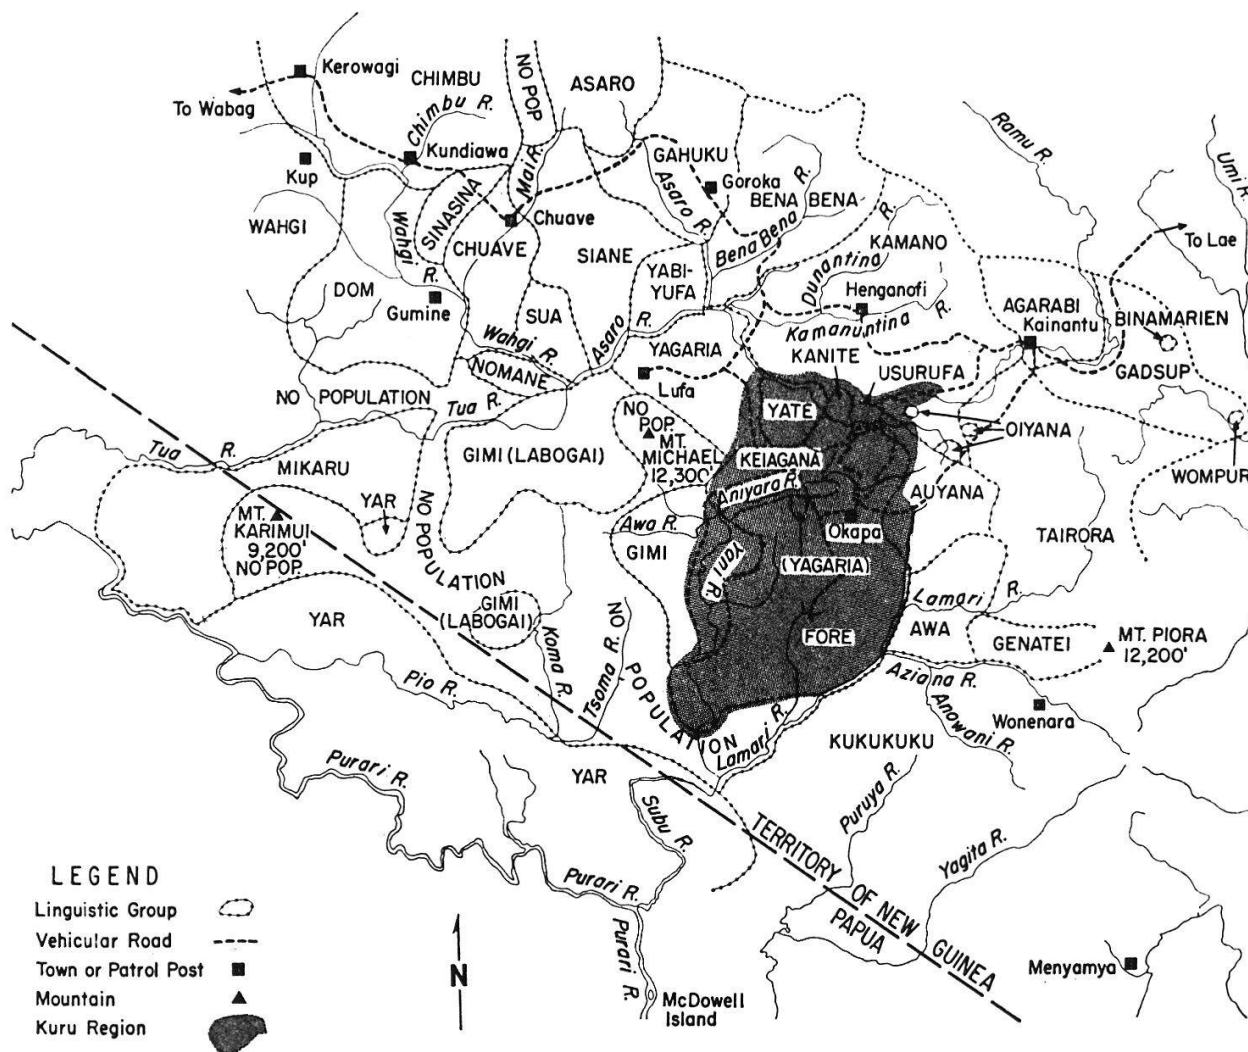 Kerowagi
CHIMBU
NO POP
ASARO
To Wabag
Chimbu R.
Ramu R.
Umi R.
Kup
Kundiawa
Mai R.
GAHUKU
Asaro R.
Goroka
BENA BENA
R.
WAHGI
Wahgi
R.
SINASINA
Chuave
CHUAVE
SIANE
Bena Bena
KAMANO
Dunantina
R.
To Lae
YABI-
YUFA
DOM
Gumine
SUA
Henganofi
AGARABI
Kainantu
BINAMARIEN
Wahgi R.
Asaro
R.
Kamanuntina
R.
YAGARIA
KANITE
USURUFA
GADSUP
NOMANE
Lufa
NO POPULATION
Tua
R.
NO
POP.
YATE
OIYANA
Tua
R.
MIKARU
GIMI (LABOGAI)
MT.
MICHAEL
12,300'
KEIAGANA
WOMPUR
YAR
NO POPULATION
Aniyara R.
AUYANA
MT.
KARIMUI
9,200'
NO POP.
Awa R.
GIMI
Okapa
TAIRORA
Yani R.
(YAGARIA)
GIMI
(LABOGAI)
YAR
Lamari
R.
AWA
FORE
GENATEI
MT. PIORA
12,200'
Koma R.
Tsoma R.
NO
POPULATION
Pio R.
Aziana R.
Wonenara
Anowani R.
Lamari R.
KUKUKUKU
Purari R.
YAR
Subu R.
Puruya R.
Yagita R.
TERRITORY OF NEW GUINEA
PAPUA
Purari R.
Purari R.
McDowell
Island
Menyamya
N
LEGEND
Linguistic Group
Vehicular Road
Town or Patrol Post
Mountain
Kuru Region